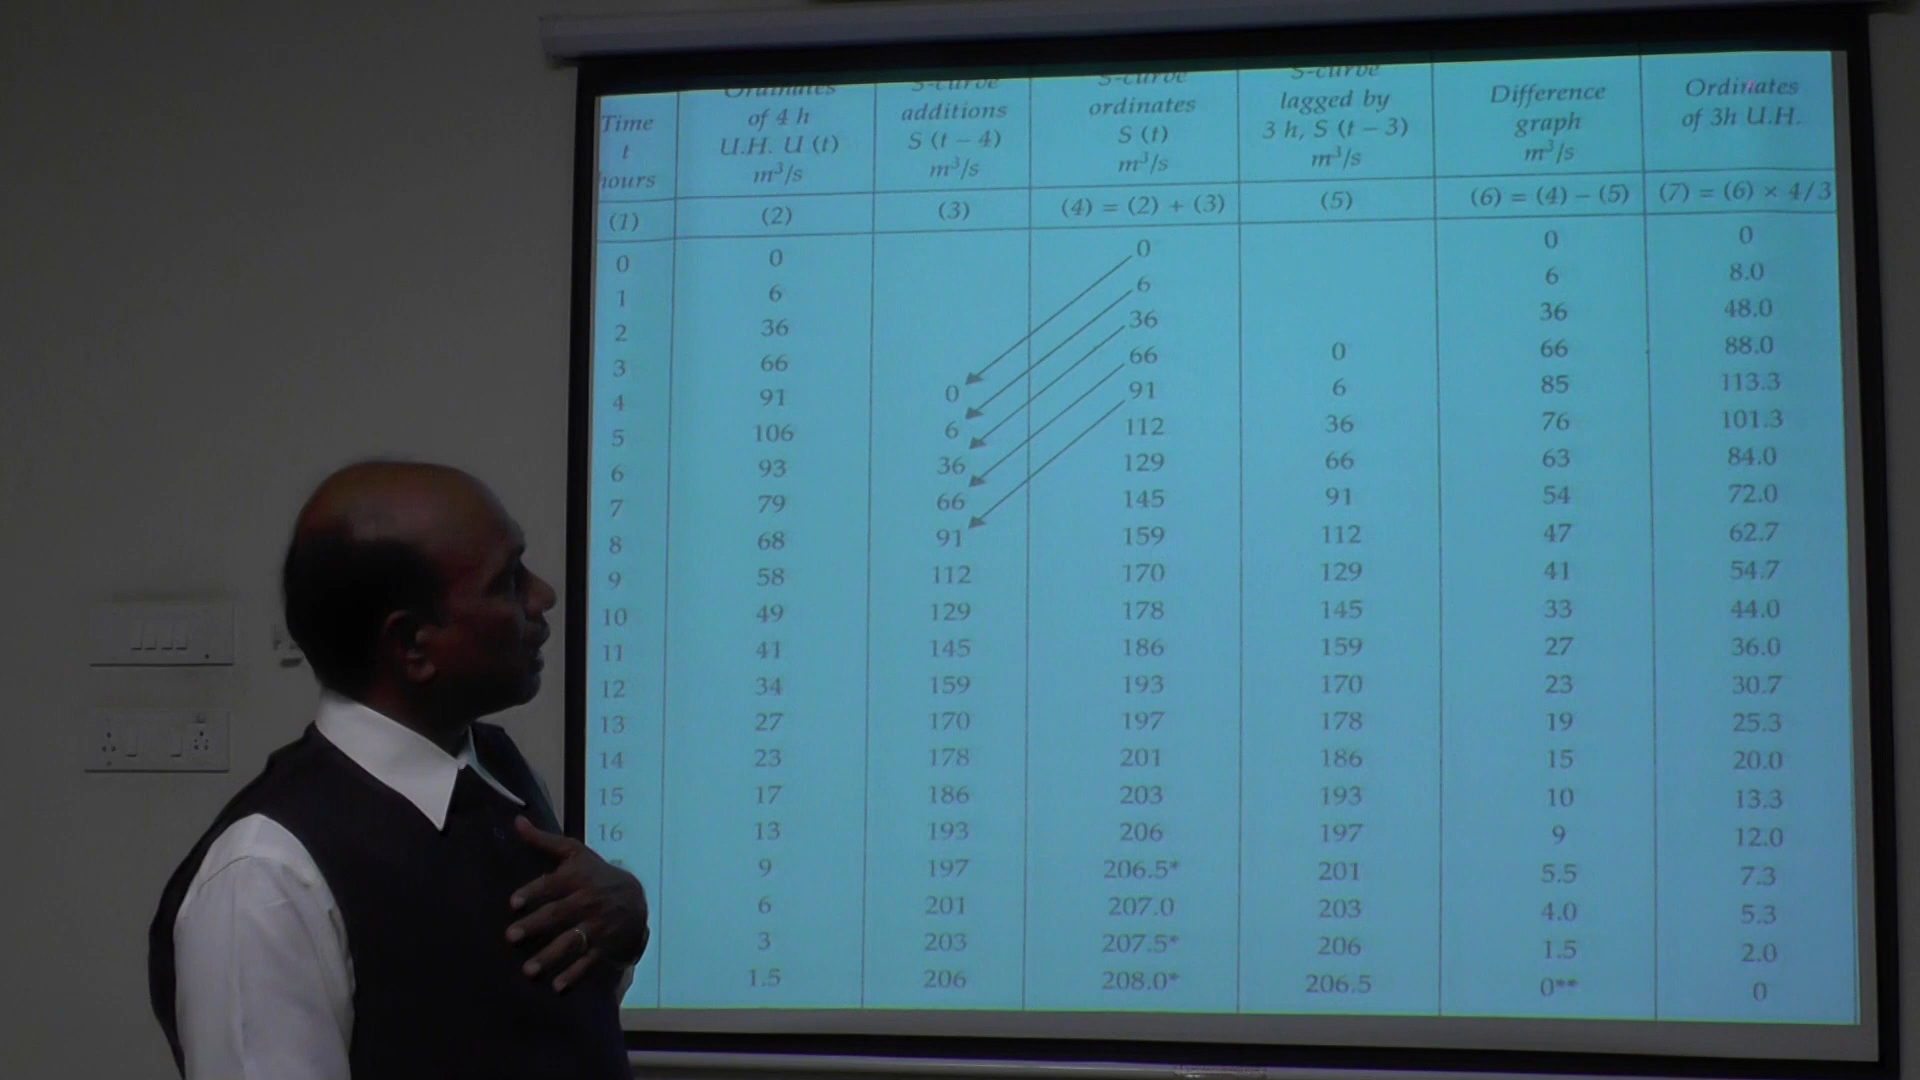 Time t hours | Ordinates of 4 h U.H. U (t) m³/s | S-curve additions S (t – 4) m³/s | S-curve ordinates S (t) m³/s | S-curve lagged by 3 h, S (t – 3) m³/s | Difference graph m³/s | Ordinates of 3h U.H.
(1) (2) (3) (4) = (2) + (3) (5) (6) = (4) – (5) (7) = (6) × 4/3
0 0 0 0 0
1 6 6 6 8.0
2 36 36 36 48.0
3 66 66 0 66 88.0
4 91 0 91 6 85 113.3
5 106 6 112 36 76 101.3
6 93 36 129 66 63 84.0
7 79 66 145 91 54 72.0
8 68 91 159 112 47 62.7
9 58 112 170 129 41 54.7
10 49 129 178 145 33 44.0
11 41 145 186 159 27 36.0
12 34 159 193 170 23 30.7
13 27 170 197 178 19 25.3
14 23 178 201 186 15 20.0
15 17 186 203 193 10 13.3
16 13 193 206 197 9 12.0
9 197 206.5* 201 5.5 7.3
6 201 207.0 203 4.0 5.3
3 203 207.5* 206 1.5 2.0
1.5 206 208.0* 206.5 0** 0